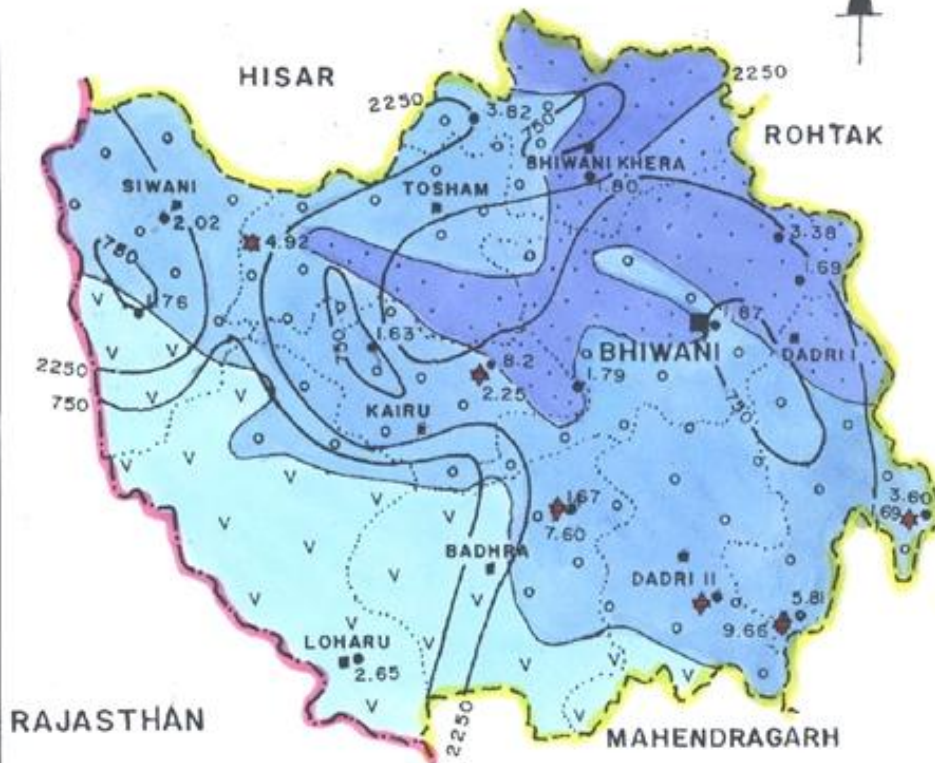 HISAR
2250
2250
3.82
750
ROHTAK
BHIWANI KHERA
SIWANI
TOSHAM
1.80
2.02
4.92
3.38
780
1.69
1.76
1.63
1.87
750
BHIWANI
DADRI I
2250
8.2
2.25
1.79
750
750
KAIRU
3.60
1.69
1.67
7.60
BADHRA
DADRI II
5.81
9.66
LOHARU
2.65
RAJASTHAN
2250
MAHENDRAGARH